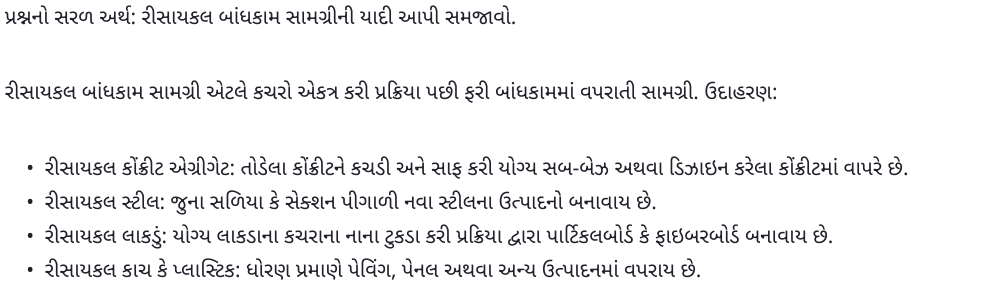 પ્રશ્નનો સરળ અર્થ: રીસાયકલ બાંધકામ સામગ્રીની યાદી આપી સમજાવો.
રીસાયકલ બાંધકામ સામગ્રી એટલે કચરો એકત્ર કરી પ્રક્રિયા પછી ફરી બાંધકામમાં વપરાતી સામગ્રી. ઉદાહરણ:
• રીસાયકલ કોંક્રીટ એગ્રીગેટ: તોડેલા કોંક્રીટને કચડી અને સાફ કરી યોગ્ય સબ-બેઝ અથવા ડિઝાઇન કરેલા કોંક્રીટમાં વાપરે છે.
• રીસાયકલ સ્ટીલ: જુના સળિયા કે સેક્શન પીગાળી નવા સ્ટીલના ઉત્પાદનો બનાવાય છે.
• રીસાયકલ લાકડું: યોગ્ય લાકડાના કચરાના નાના ટુકડા કરી પ્રક્રિયા દ્વારા પાર્ટિકલબોર્ડ કે ફાઇબરબોર્ડ બનાવાય છે.
• રીસાયકલ કાચ કે પ્લાસ્ટિક: ધોરણ પ્રમાણે પેવિંગ, પેનલ અથવા અન્ય ઉત્પાદનમાં વપરાય છે.